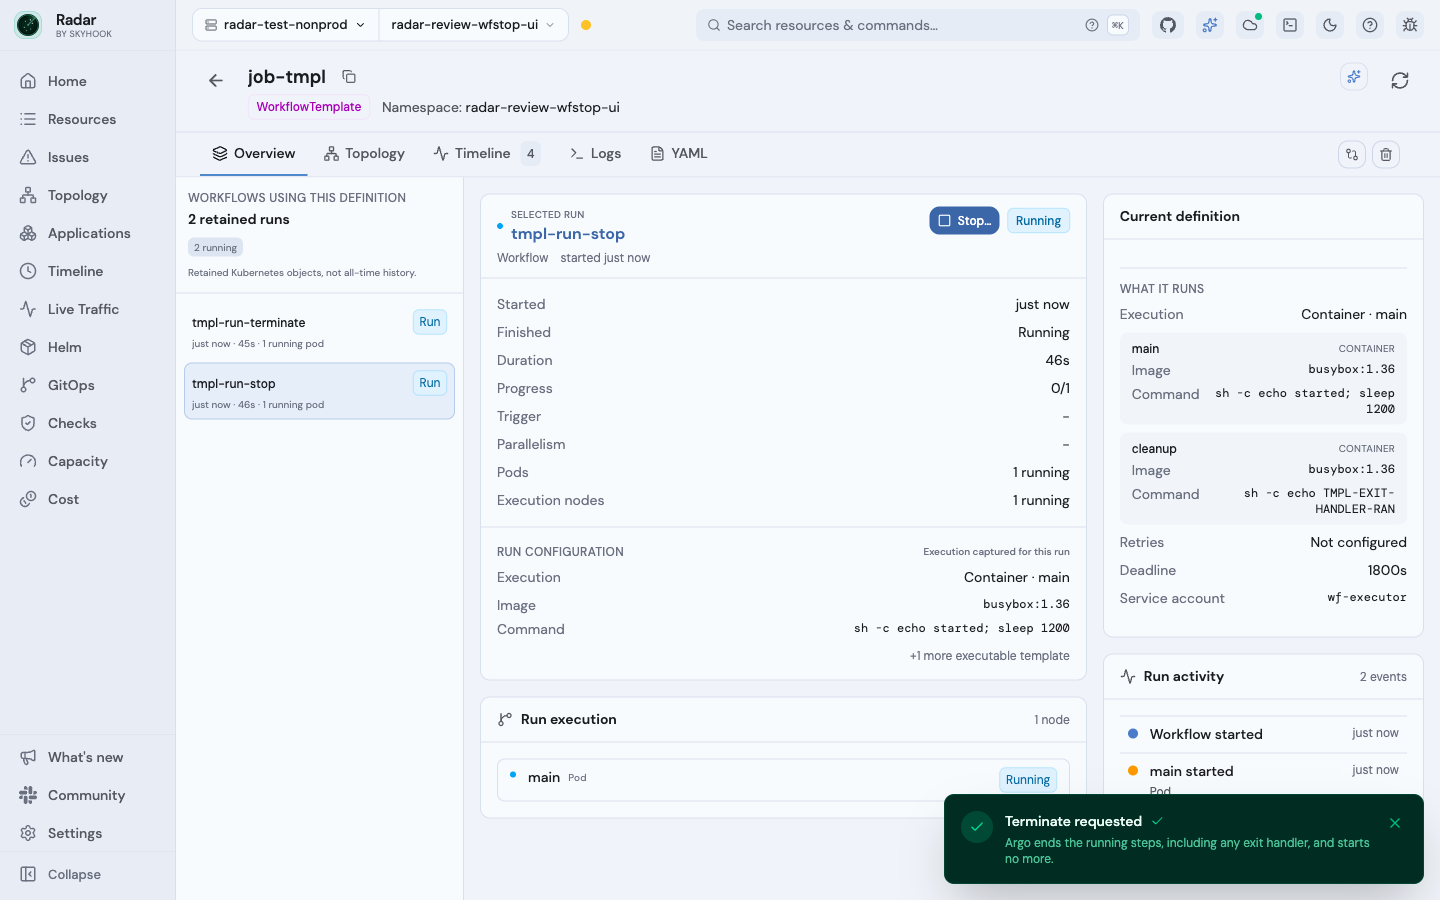 Radar
BY SKYHOOK
radar-test-nonprod
radar-review-wfstop-ui
Search resources & commands...
⌘K
Home
Resources
Issues
Topology
Applications
Timeline
Live Traffic
Helm
GitOps
Checks
Capacity
Cost
What's new
Community
Settings
Collapse
job-tmpl
WorkflowTemplate
Namespace: radar-review-wfstop-ui
Overview
Topology
Timeline 4
Logs
YAML
WORKFLOWS USING THIS DEFINITION
2 retained runs
2 running
Retained Kubernetes objects, not all-time history.
tmpl-run-terminate
Run
just now · 45s · 1 running pod
tmpl-run-stop
Run
just now · 46s · 1 running pod
SELECTED RUN
tmpl-run-stop
Stop...
Running
Workflow started just now
Started just now
Finished Running
Duration 46s
Progress 0/1
Trigger –
Parallelism –
Pods 1 running
Execution nodes 1 running
RUN CONFIGURATION Execution captured for this run
Execution Container · main
Image busybox:1.36
Command sh -c echo started; sleep 1200
+1 more executable template
Run execution 1 node
main Pod Running
Current definition
WHAT IT RUNS
Execution Container · main
main CONTAINER
Image busybox:1.36
Command sh -c echo started; sleep
1200
cleanup CONTAINER
Image busybox:1.36
Command sh -c echo TMPL-EXIT-
HANDLER-RAN
Retries Not configured
Deadline 1800s
Service account wf-executor
Run activity 2 events
Workflow started just now
main started just now
Pod
Terminate requested
Argo ends the running steps, including any exit handler, and starts
no more.